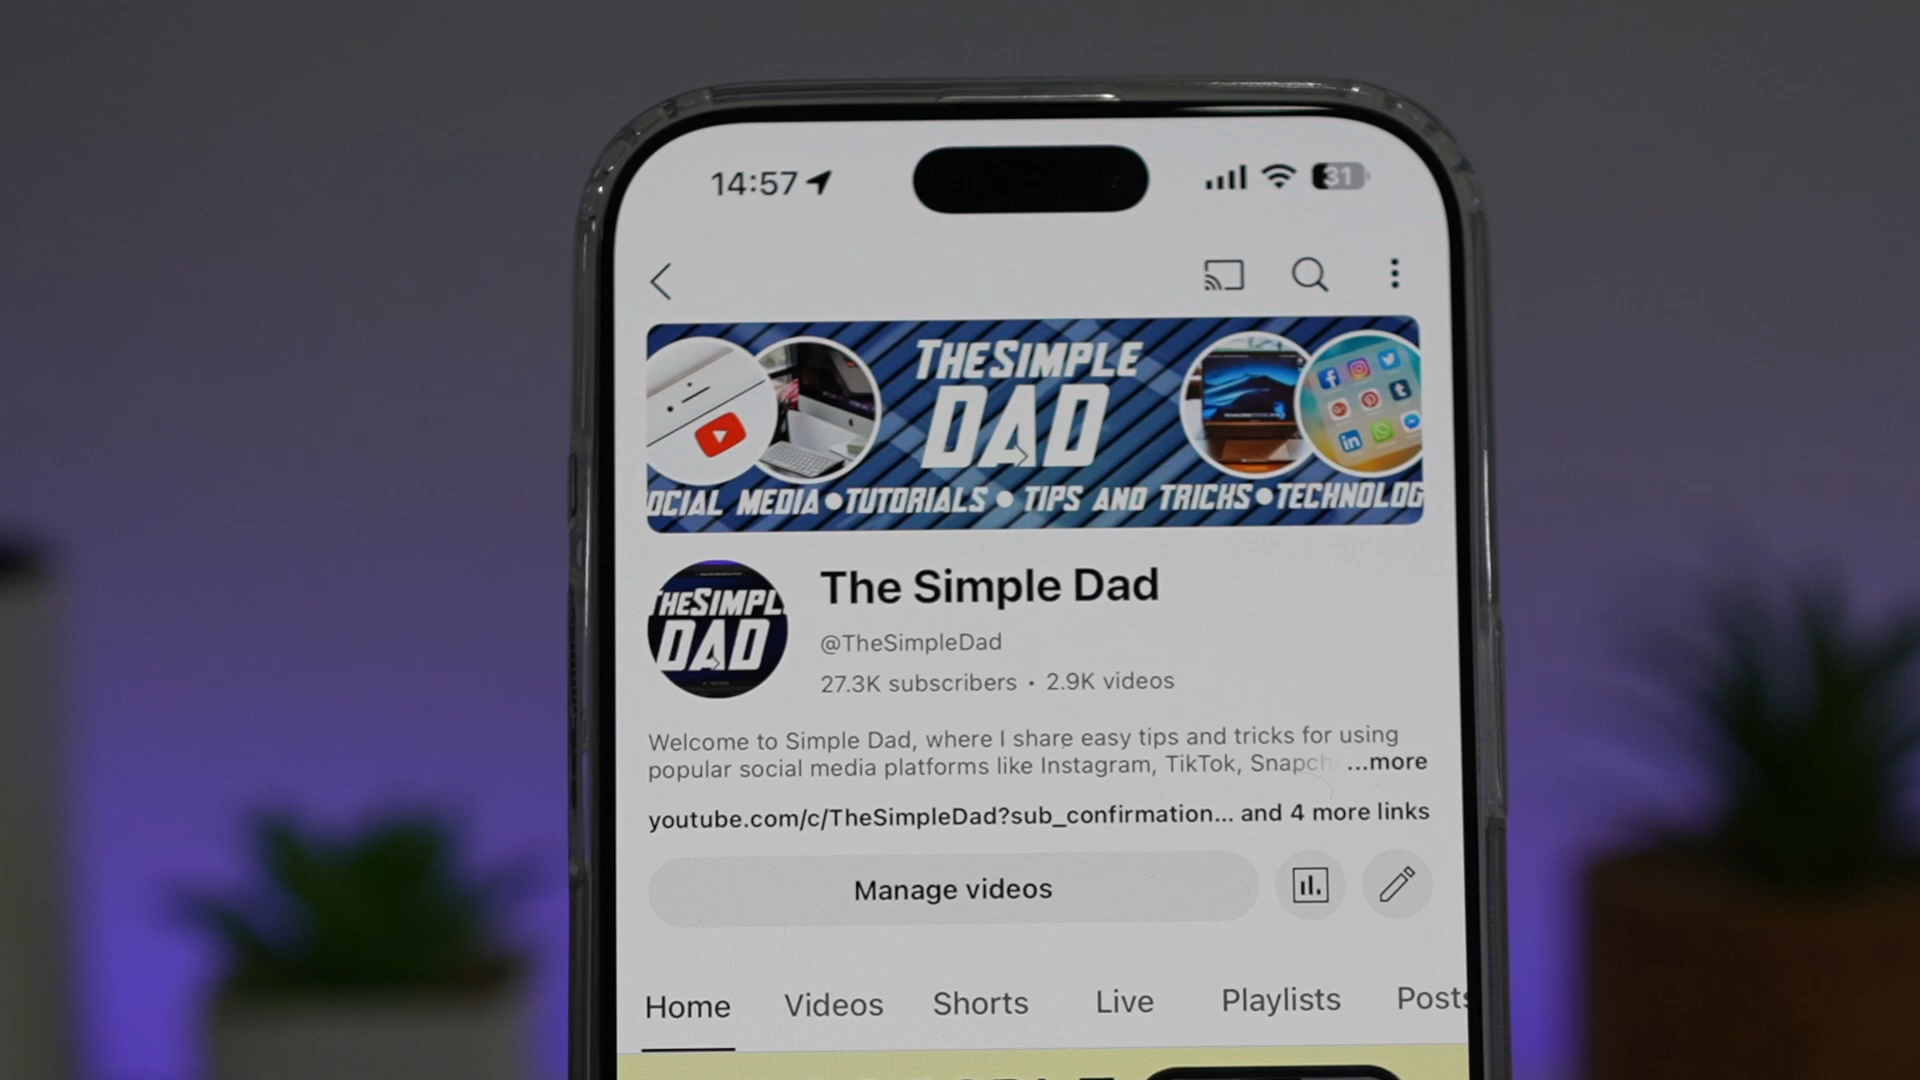 14:57
31
THESIMPLE
DAD
OCIAL MEDIA●TUTORIALS ● TIPS AND TRICKS●TECHNOLOG
THESIMPL
DAD
The Simple Dad
@TheSimpleDad
27.3K subscribers • 2.9K videos
Welcome to Simple Dad, where I share easy tips and tricks for using
popular social media platforms like Instagram, TikTok, Snapch ...more
youtube.com/c/TheSimpleDad?sub_confirmation... and 4 more links
Manage videos
Home Videos Shorts Live Playlists Posts